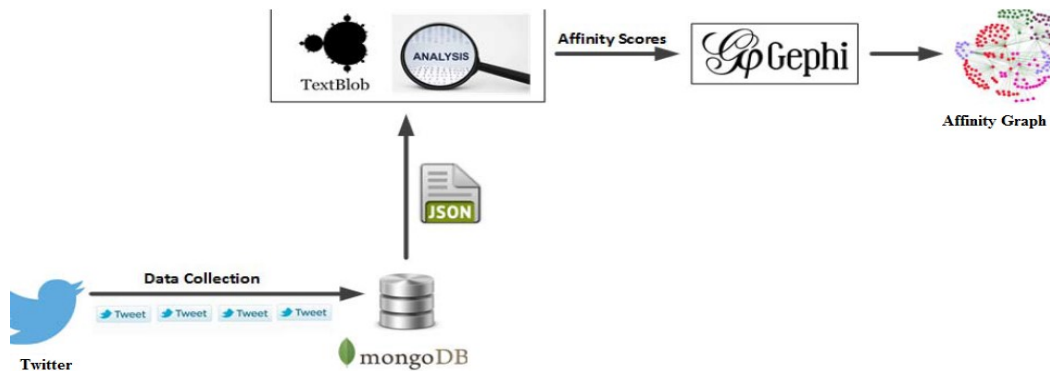 ANALYSIS
TextBlob
Affinity Scores
Gephi
Affinity Graph
JSON
Data Collection
Tweet Tweet Tweet Tweet
Twitter
mongoDB